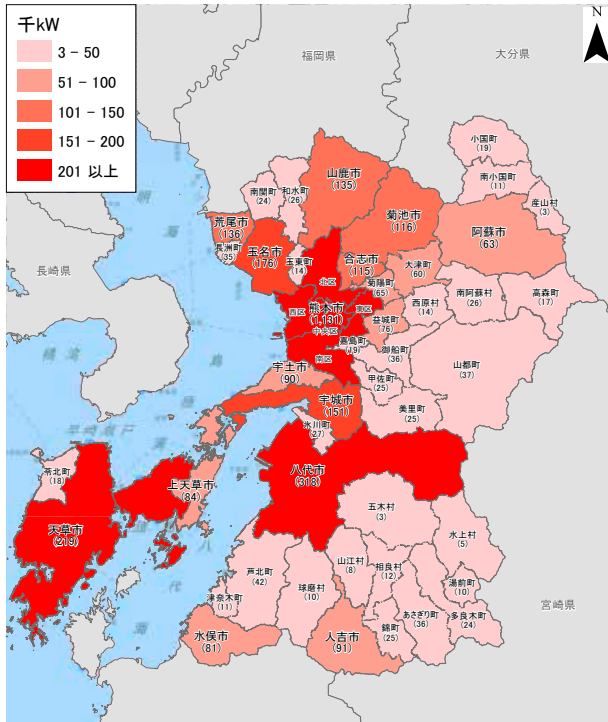 千kW
3 - 50
51 - 100
101 - 150
151 - 200
201 以上
N
福岡県
大分県
小国町
(19)
南小国町
(11)
産山村
(3)
山鹿市
(135)
南関町
(24)
和水町
(26)
菊池市
(116)
阿蘇市
(63)
荒尾市
(136)
長洲町
(35)
玉名市
(176)
玉東町
(14)
合志市
(115)
大津町
(60)
長崎県
北区
菊陽町
(65)
西原村
(14)
南阿蘇村
(26)
高森町
(17)
西区
熊本市
(1,131)
東区
中央区
益城町
(76)
嘉島町
(19)
御船町
(36)
山都町
(37)
南区
宇土市
(90)
甲佐町
(25)
宇城市
(151)
美里町
(25)
氷川町
(27)
八代市
(318)
苓北町
(18)
上天草市
(84)
天草市
(219)
五木村
(3)
水上村
(5)
山江村
(8)
相良村
(12)
湯前町
(10)
芦北町
(42)
球磨村
(10)
津奈木町
(11)
あさぎり町
(36)
多良木町
(24)
錦町
(25)
水俣市
(81)
人吉市
(91)
宮崎県